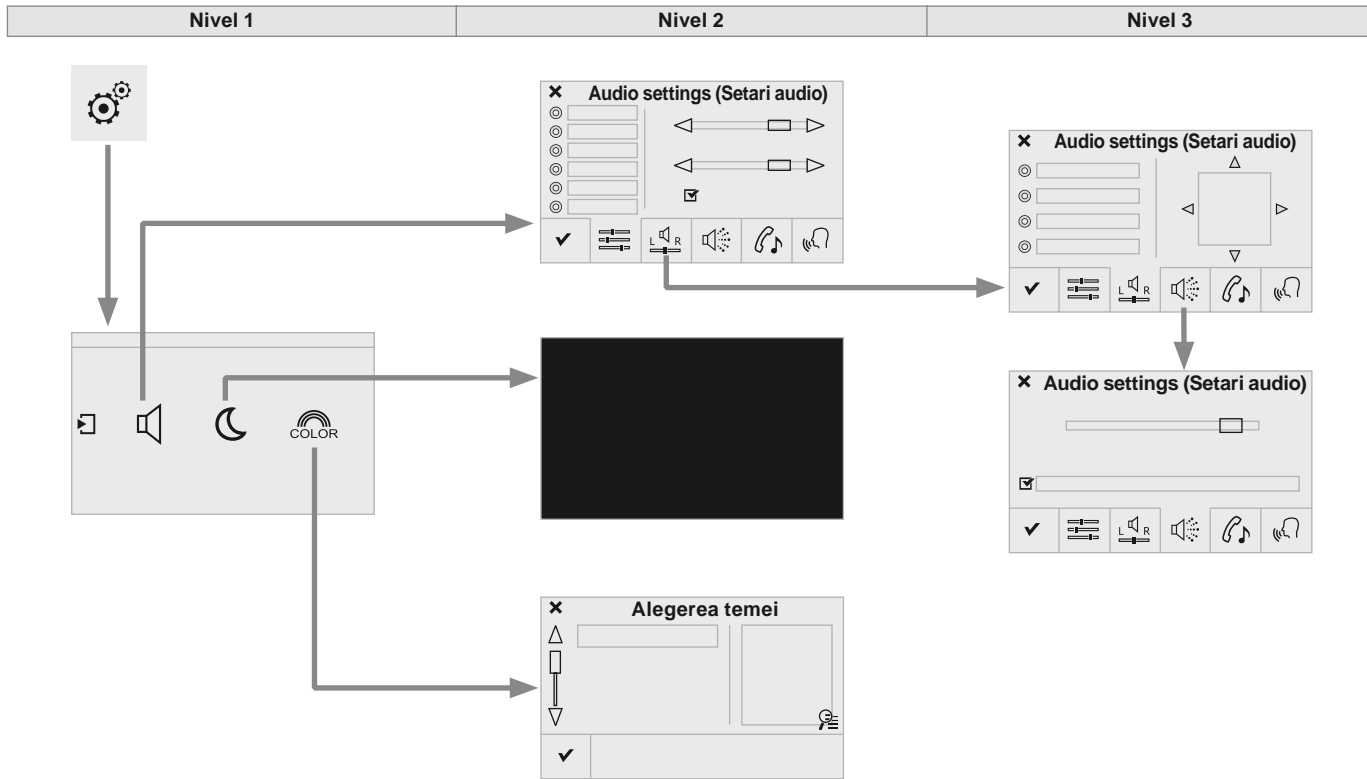 Nivel 1
Nivel 2
Nivel 3
Audio settings (Setari audio)
L R
Audio settings (Setari audio)
L R
COLOR
Audio settings (Setari audio)
L R
Alegerea temei